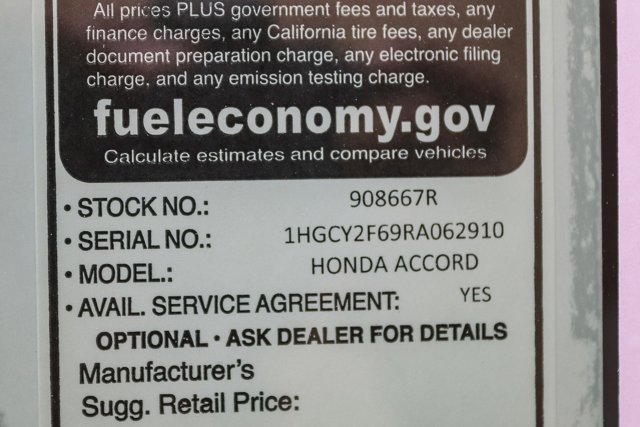 All prices PLUS government fees and taxes, any
finance charges, any California tire fees, any dealer
document preparation charge, any electronic filing
charge, and any emission testing charge.
fueleconomy.gov
Calculate estimates and compare vehicles
• STOCK NO.: 908667R
• SERIAL NO.: 1HGCY2F69RA062910
• MODEL.: HONDA ACCORD
• AVAIL. SERVICE AGREEMENT: YES
OPTIONAL • ASK DEALER FOR DETAILS
Manufacturer's
Sugg. Retail Price: